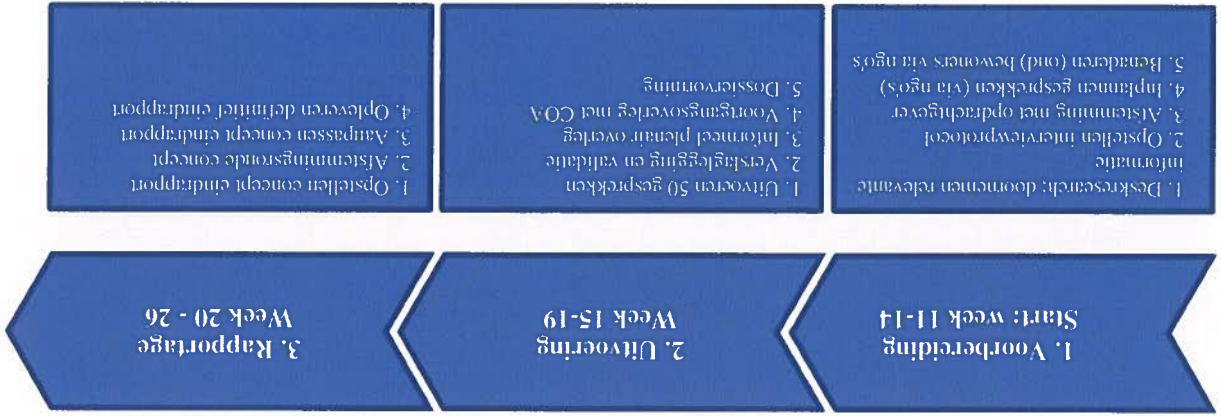 1. Voorbereiding
Start: week 11-14
2. Uitvoering
Week 15-19
3. Rapportage
Week 20 - 26
1. Deskresearch; doornemen relevante
informatie
2. Opstellen interviewprotocol
3. Afstemming met opdrachtgever
4. Inplannen gesprekken (via ngo's)
5. Benaderen (oud) bewoners via ngo's
1. Uitvoeren 50 gesprekken
2. Verslaglegging en validatie
3. Informeel plenair overleg
4. Voortgangsoverleg met COA
5. Dossiervorming
1. Opstellen concept eindrapport
2. Afstemmingsronde concept
3. Aanpassen concept eindrapport
4. Opleveren definitief eindrapport